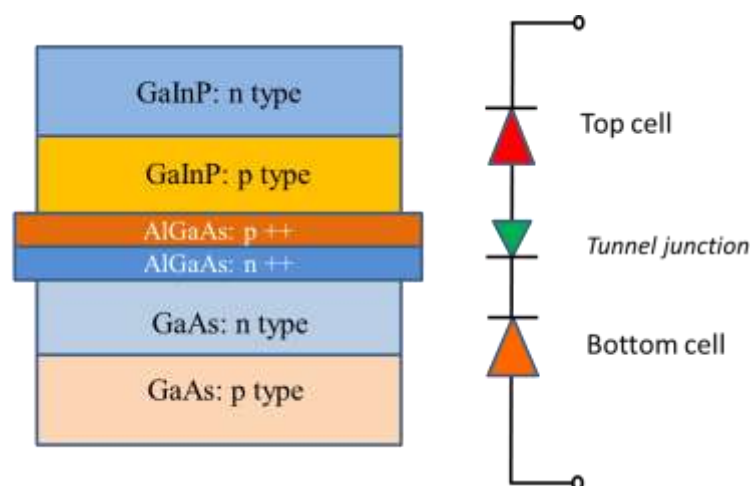 GaInP: n type
GaInP: p type
AlGaAs: p ++
AlGaAs: n ++
GaAs: n type
GaAs: p type
Top cell
Tunnel junction
Bottom cell